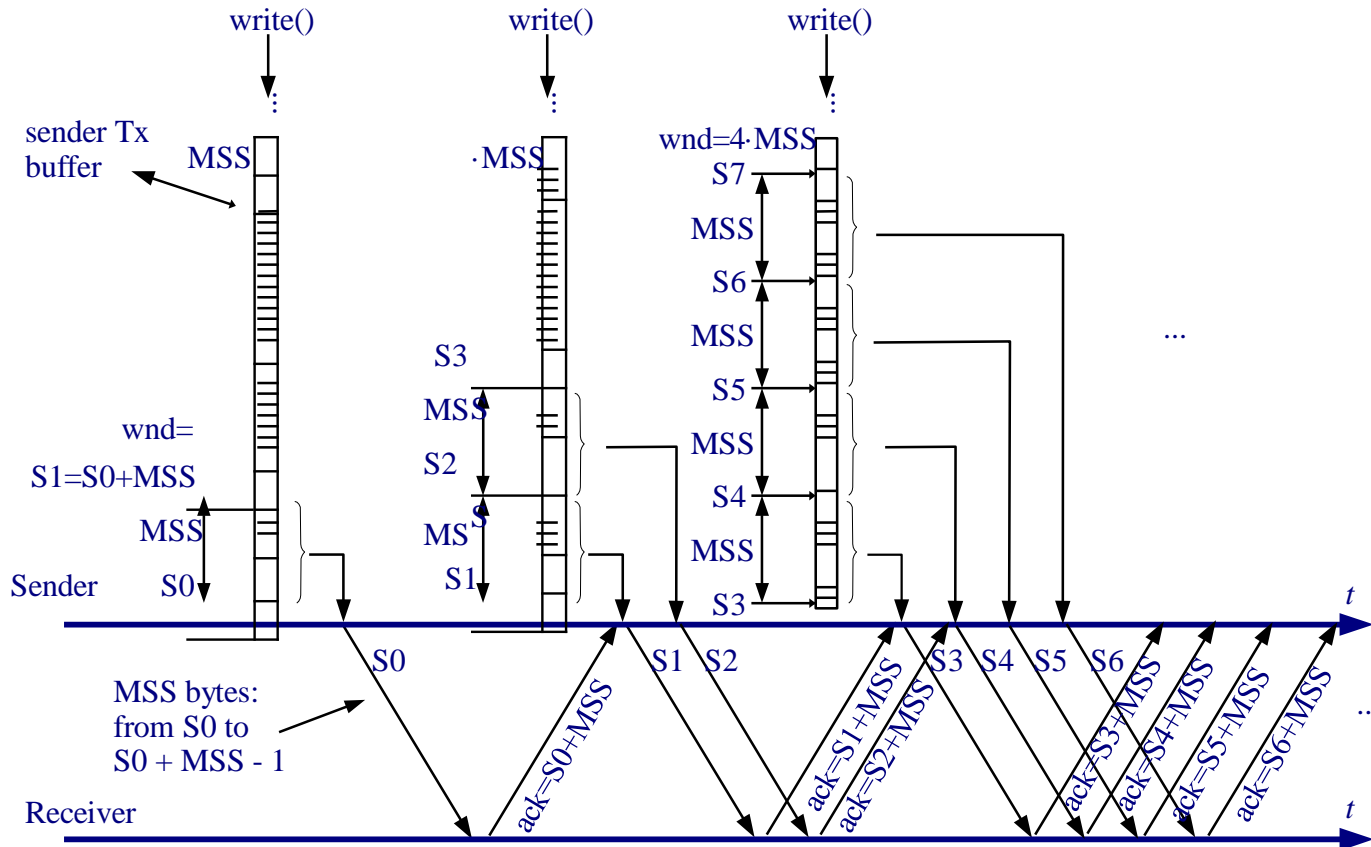 write()
write()
write()
...
...
...
sender Tx
buffer
MSS
·MSS
wnd=4·MSS
S7
MSS
S6
MSS
...
S3
S5
MSS
MSS
wnd=
S2
S1=S0+MSS
S4
S
MSS
MS
MSS
Sender
S0
S1
S3
t
S0
S1
S2
S3
S4
S5
S6
MSS bytes:
from S0 to
S0 + MSS - 1
ack=S0+MSS
ack=S1+MSS
ack=S2+MSS
ack=S3+MSS
ack=S4+MSS
ack=S5+MSS
ack=S6+MSS
..
Receiver
t